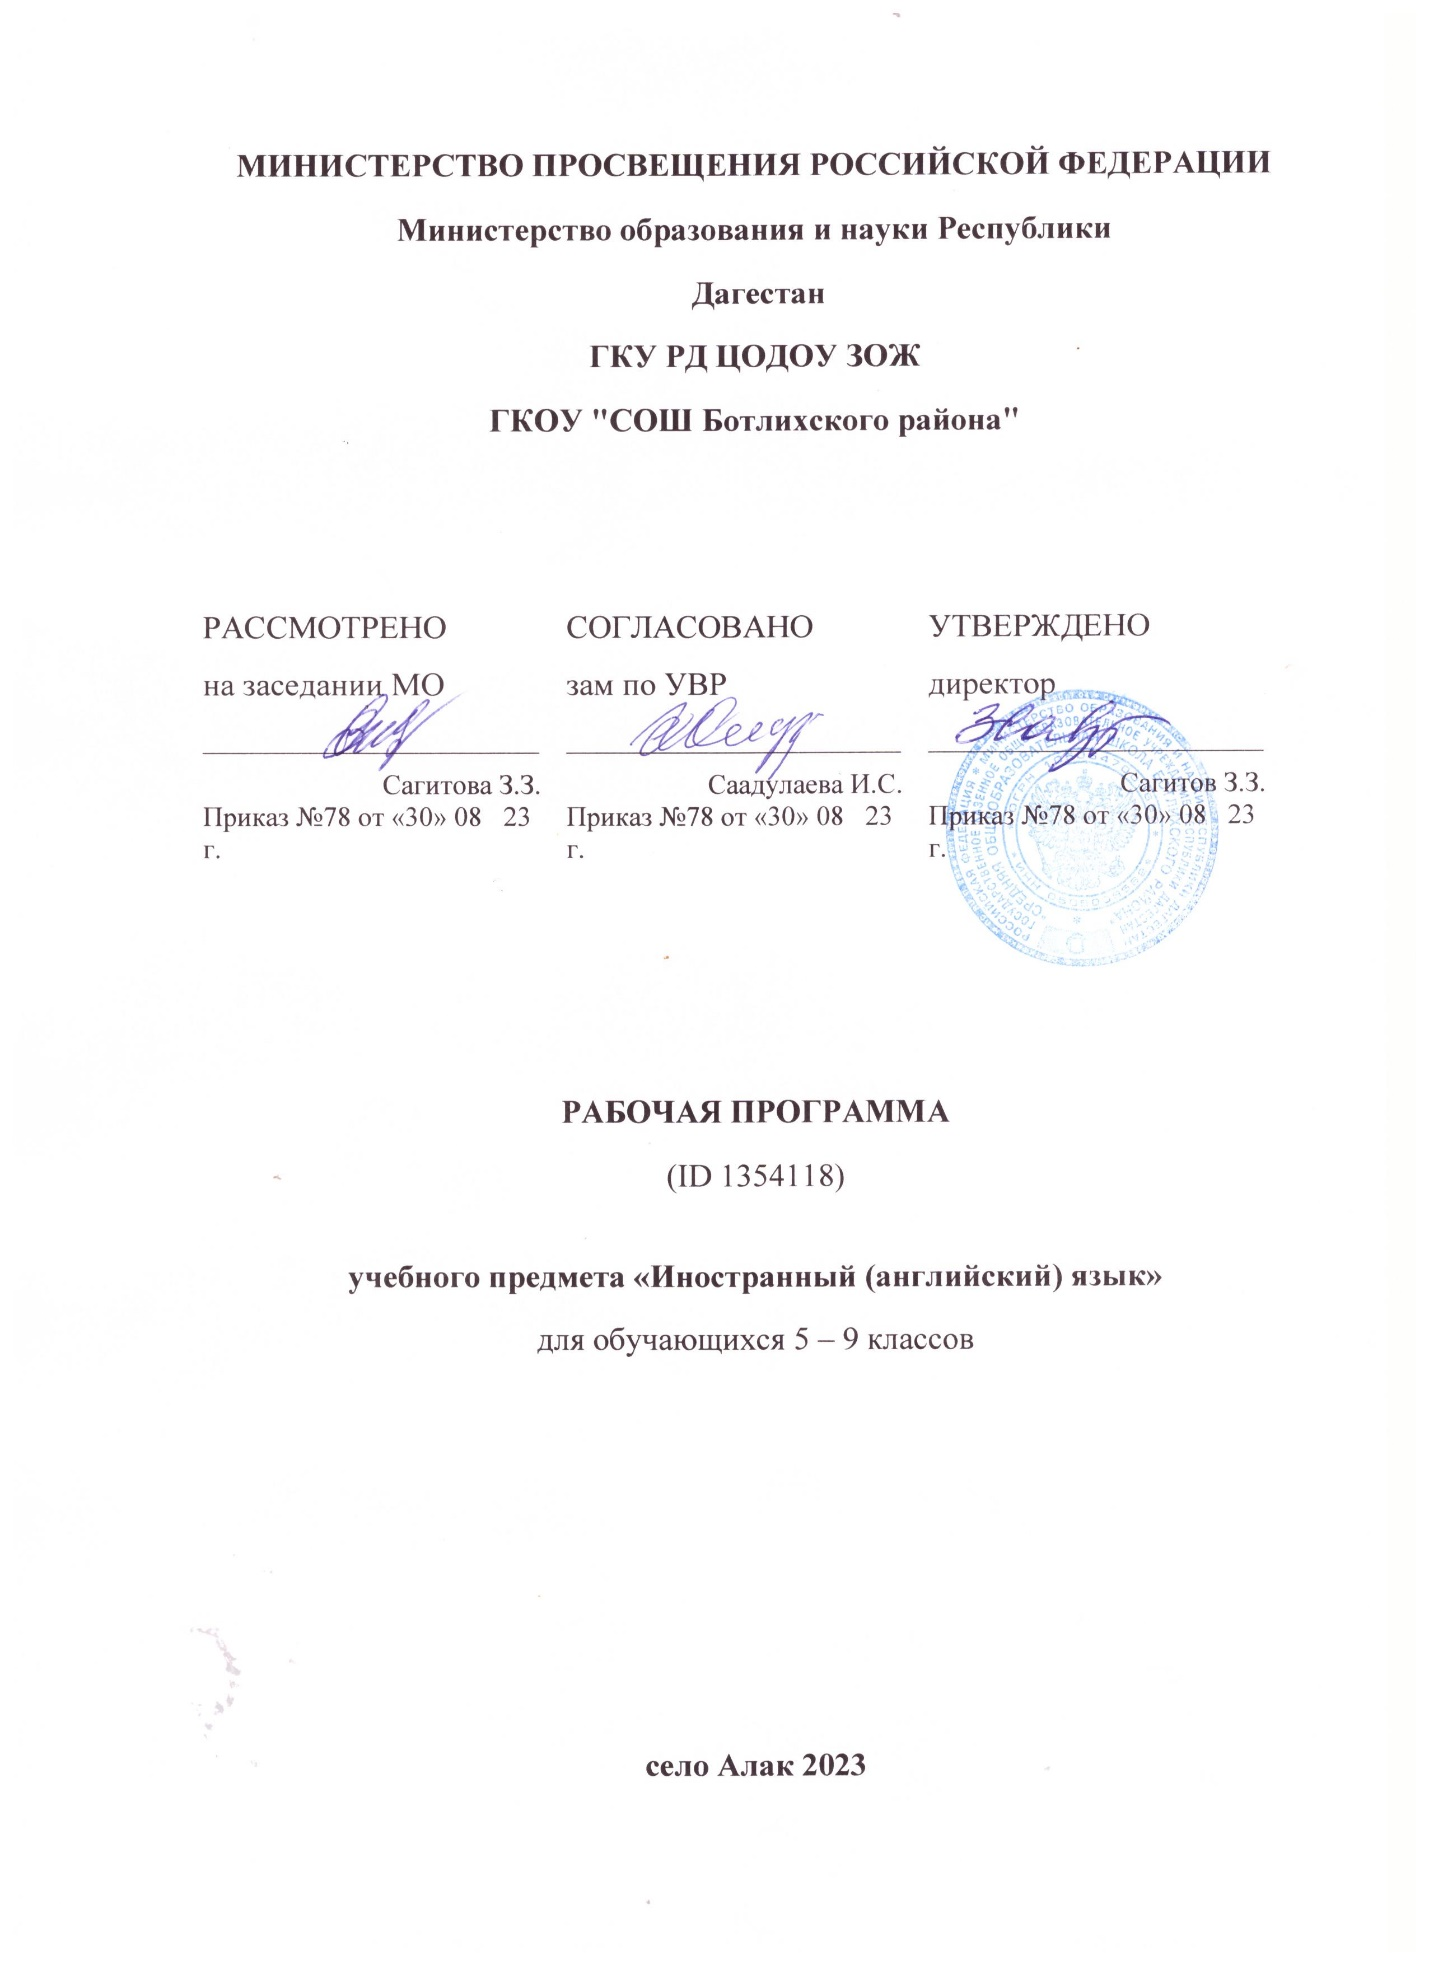 МИНИСТЕРСТВО ПРОСВЕЩЕНИЯ РОССИЙСКОЙ ФЕДЕРАЦИИ
Министерство образования и науки Республики
Дагестан
ГКУ РД ЦОДОУ ЗОЖ
ГКОУ "СОШ Ботлихского района"
РАССМОТРЕНО
на заседании МО
Сагитова З.З.
Приказ №78 от «30» 08 23
г.
СОГЛАСОВАНО
зам по УВР
Саадулаева И.С.
Приказ №78 от «30» 08 23
г.
УТВЕРЖДЕНО
директор
Сагитов З.З.
Приказ №78 от «30» 08 23
г.
РАБОЧАЯ ПРОГРАММА
(ID 1354118)
учебного предмета «Иностранный (английский) язык»
для обучающихся 5 – 9 классов
село Алак 2023